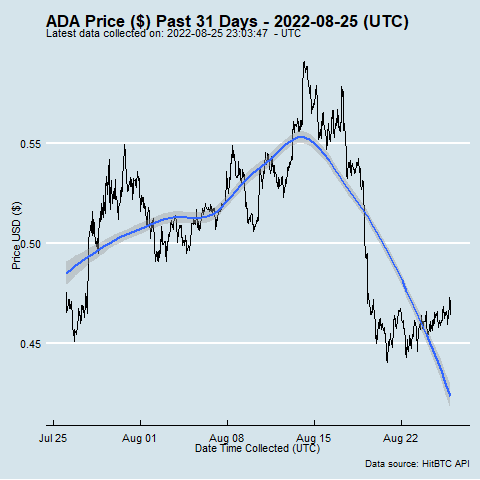 ADA Price ($) Past 31 Days - 2022-08-25 (UTC)
Latest data collected on: 2022-08-25 23:03:47 - UTC
0.55
0.50
0.45
Price USD ($)
Jul 25 Aug 01 Aug 08 Aug 15 Aug 22
Date Time Collected (UTC)
Data source: HitBTC API